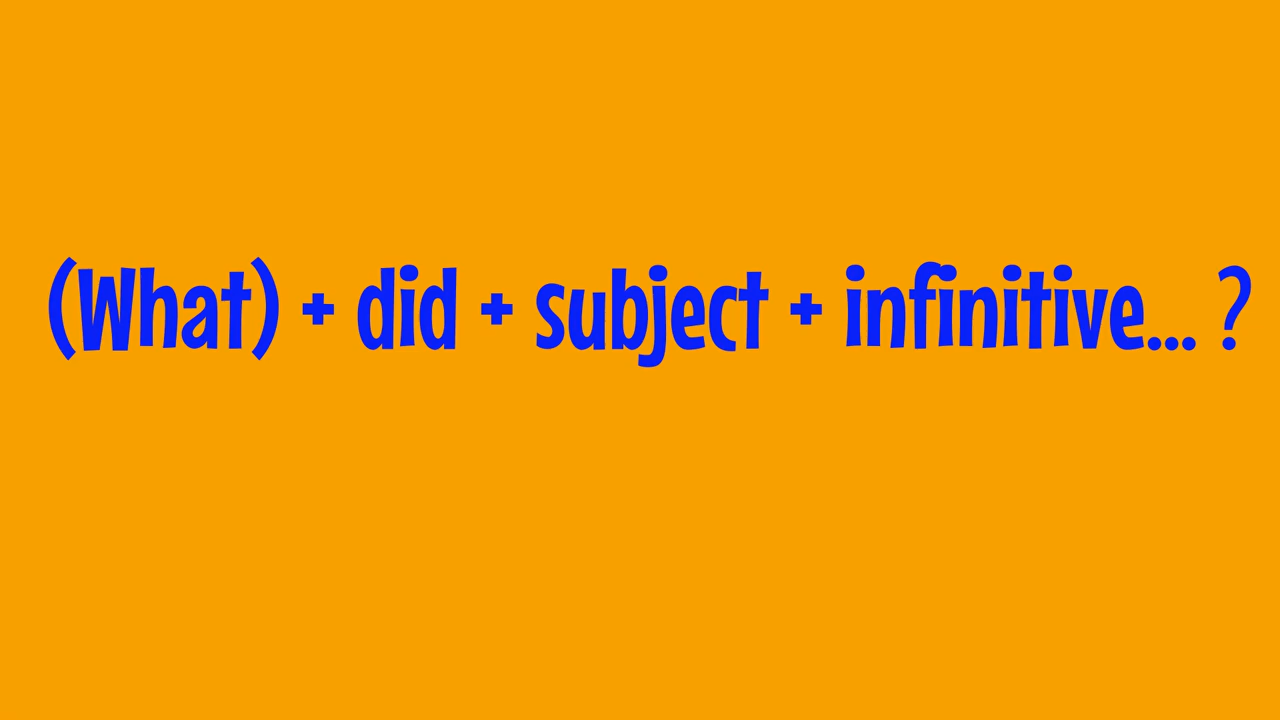 (What) + did + subject + infinitive... ?